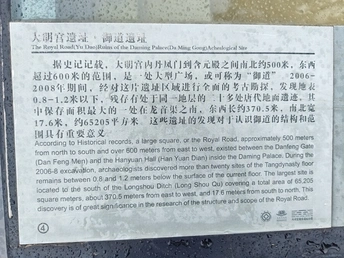 大明宫遗址·御道遗址
The Royal Road(Yu Dao)Ruins of the Daming Palace(Da Ming Gong)Acheological Site
据史记记载，大明宫内丹凤门到含元殿之间南北约500米、东西
超过600米的范围，是一处大型广场，或可称为“御道”。2006-
2008年期间，经对这片遗址区域进行全面的考古勘探，发现地表
0.8-1.2米以下，残存有处于同一地层的二十多处唐代地面遗址，其
中保存面积最大的一处在龙首渠之南，东西长约370.5米，南北宽
17.6米，约65205平方米。这些遗址的发现对于认识御道的结构和范
围具有重要意义
According to Historical records, a large square, or the Royal Road, approximately 500 meters
from north to south and over 600 meters from east to west, existed between the Danfeng Gate
(Dan Feng Men) and the Hanyuan Hall (Han Yuan Dian) inside the Daming Palace. During the
2006-8 excavation, archaeologists discovered more than twenty sites of the Tangdynasty floor
remains between 0.8 and 1.2 meters below the surface of the current floor. The largest site is
located to the south of the Longshou Ditch (Long Shou Qu) covering a total area of 65,205
square meters, about 370.5 meters from east to west, and 17.6 meters from south to north. This
discovery is of great significance in the research of the structure and scope of the Royal Road
④